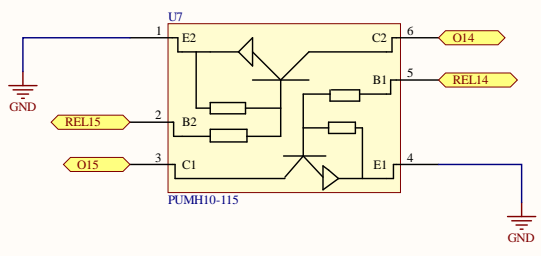 U7
1 E2 C2 6 O14
B1 5 REL14
GND
REL15 2 B2
O15 3 C1 E1 4
PUMH10-115
GND